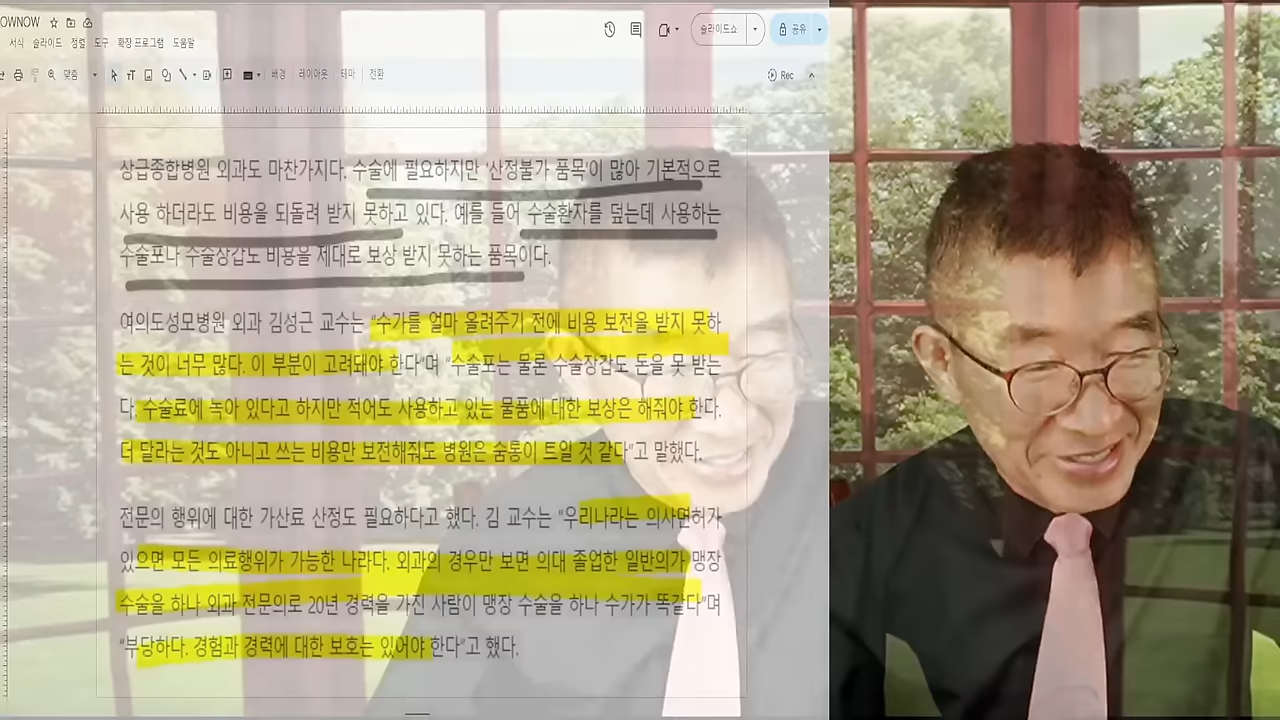 OWNOW
슬라이드쇼
공유
서식 슬라이드 정렬 도구 확장 프로그램 도움말
맞춤 배경 레이아웃 테마 전환
Rec
상급종합병원 외과도 마찬가지다. 수술에 필요하지만 '산정불가 품목'이 많아 기본적으로
사용 하더라도 비용을 되돌려 받지 못하고 있다. 예를 들어 수술환자를 덮는데 사용하는
수술포나 수술장갑도 비용을 제대로 보상 받지 못하는 품목이다.
여의도성모병원 외과 김성근 교수는 "수가를 얼마 올려주기 전에 비용 보전을 받지 못하
는 것이 너무 많다. 이 부분이 고려돼야 한다"며 "수술포는 물론 수술장갑도 돈을 못 받는
다. 수술료에 녹아 있다고 하지만 적어도 사용하고 있는 물품에 대한 보상은 해줘야 한다.
더 달라는 것도 아니고 쓰는 비용만 보전해줘도 병원은 숨통이 트일 것 같다"고 말했다.
전문의 행위에 대한 가산료 산정도 필요하다고 했다. 김 교수는 "우리나라는 의사면허가
있으면 모든 의료행위가 가능한 나라다. 외과의 경우만 보면 의대 졸업한 일반의가 맹장
수술을 하나 외과 전문의로 20년 경력을 가진 사람이 맹장 수술을 하나 수가가 똑같다"며
"부당하다. 경험과 경력에 대한 보호는 있어야 한다"고 했다.